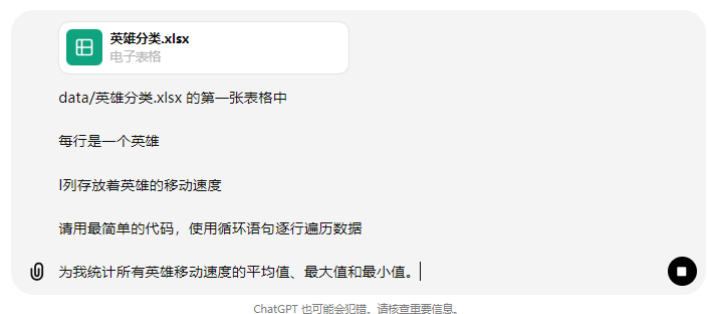 英雄分类.xlsx
电子表格
data/英雄分类.xlsx 的第一张表格中
每行是一个英雄
I列存放着英雄的移动速度
请用最简单的代码，使用循环语句逐行遍历数据
为我统计所有英雄移动速度的平均值、最大值和最小值。
ChatGPT 也可能会犯错。请核查重要信息。